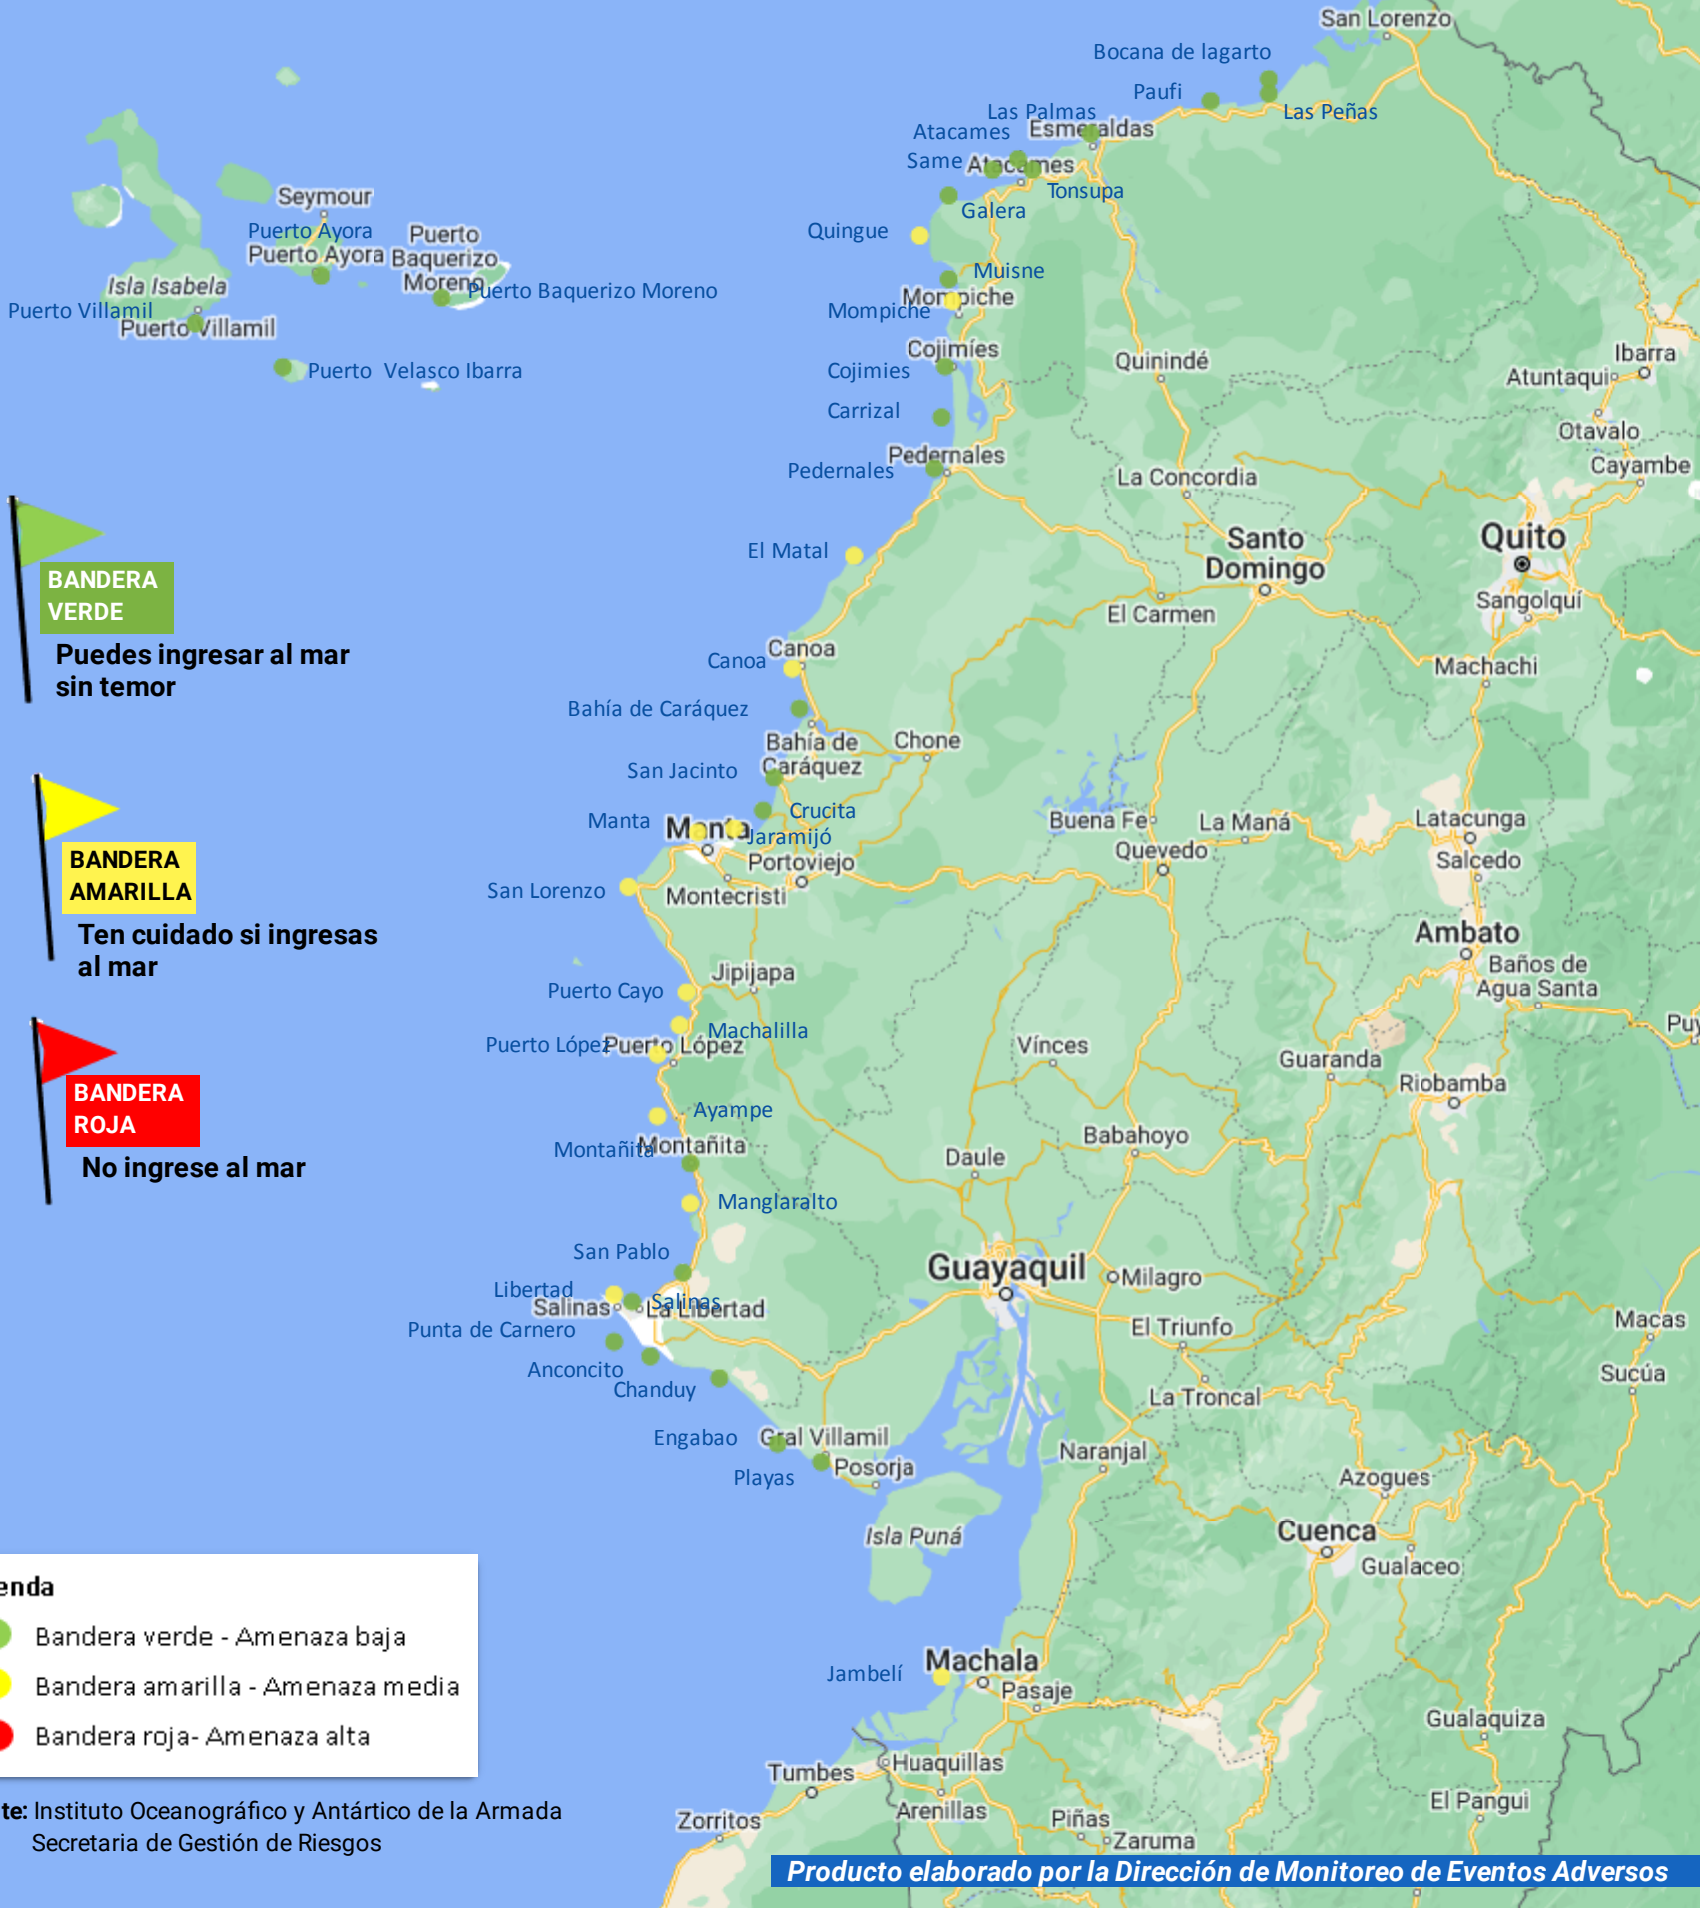 San Lorenzo
Bocana de lagarto
Paufi
Las Peñas
Las Palmas
Atacames
Esmeraldas
Same
Atacames
Tonsupa
Galera
Quingue
Muisne
Mompiche
Mompiche
Cojimíes
Cojimies
Carrizal
Pedernales
Pedernales
El Matal
Canoa
Canoa
Bahía de Caráquez
Bahía de
Caráquez
Chone
San Jacinto
Crucita
Manta
Manta
Jaramijó
Portoviejo
Montecristi
San Lorenzo
Jipijapa
Puerto Cayo
Machalilla
Puerto López
Puerto López
Ayampe
Montañita
Montañita
Manglaralto
San Pablo
Libertad
Salinas
Salinas
La Libertad
Punta de Carnero
Anconcito
Chanduy
Engabao
Gral Villamil
Playas
Posorja
Isla Puná
Jambelí
Machala
Pasaje
Huaquillas
Tumbes
Arenillas
Zorritos
Piñas
Zaruma
Seymour
Puerto Ayora
Puerto Ayora
Puerto
Baquerizo
Moreno
Puerto Baquerizo Moreno
Isla Isabela
Puerto Villamil
Puerto Villamil
Puerto Velasco Ibarra
Quinindé
Ibarra
Atuntaqui
Otavalo
Cayambe
La Concordia
Santo
Domingo
Quito
Sangolquí
El Carmen
Machachi
Buena Fe
La Maná
Latacunga
Quevedo
Salcedo
Ambato
Baños de
Agua Santa
Puy
Vínces
Guaranda
Riobamba
Babahoyo
Daule
Guayaquil
Milagro
El Triunfo
Macas
Sucúa
La Troncal
Naranjal
Azogues
Cuenca
Gualaceo
Gualaquiza
El Pangui
BANDERA
VERDE
Puedes ingresar al mar
sin temor
BANDERA
AMARILLA
Ten cuidado si ingresas
al mar
BANDERA
ROJA
No ingrese al mar
enda
Bandera verde - Amenaza baja
Bandera amarilla - Amenaza media
Bandera roja- Amenaza alta
te: Instituto Oceanográfico y Antártico de la Armada
Secretaria de Gestión de Riesgos
Producto elaborado por la Dirección de Monitoreo de Eventos Adversos